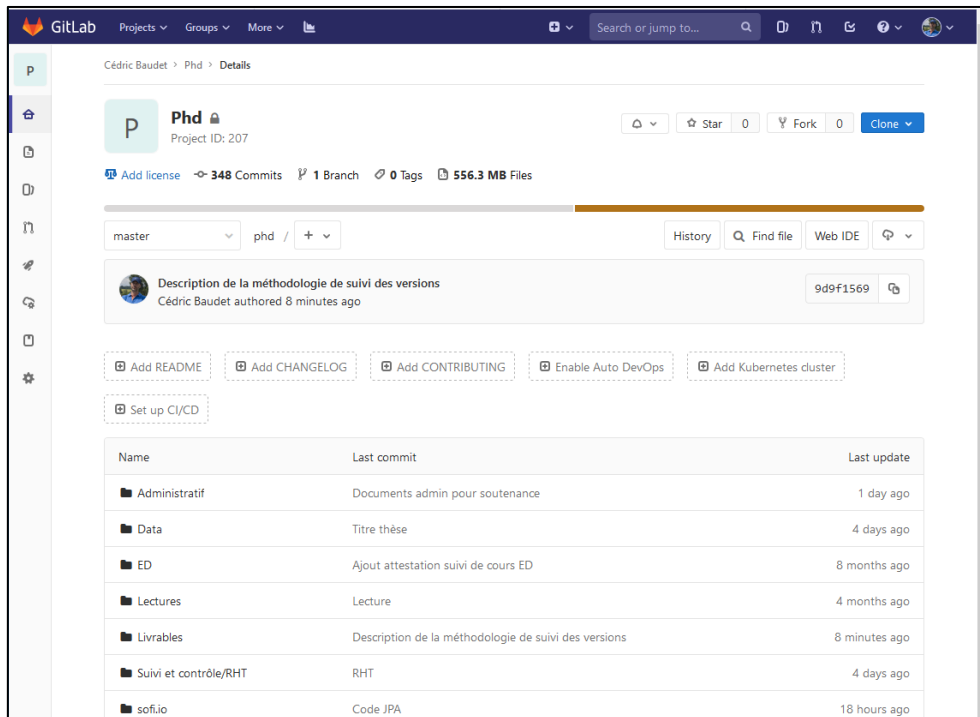 GitLab Projects Groups More Search or jump to...
P
Cédric Baudet > Phd > Details
P
Phd
Project ID: 207
Star 0 Fork 0 Clone
Add license 348 Commits 1 Branch 0 Tags 556.3 MB Files
master phd / + History Find file Web IDE
Description de la méthodologie de suivi des versions
Cédric Baudet authored 8 minutes ago
9d9f1569
Add README Add CHANGELOG Add CONTRIBUTING Enable Auto DevOps Add Kubernetes cluster
Set up CI/CD
Name Last commit Last update
Administratif Documents admin pour soutenance 1 day ago
Data Titre thèse 4 days ago
ED Ajout attestation suivi de cours ED 8 months ago
Lectures Lecture 4 months ago
Livrables Description de la méthodologie de suivi des versions 8 minutes ago
Suivi et contrôle/RHT RHT 4 days ago
sofi.io Code JPA 18 hours ago